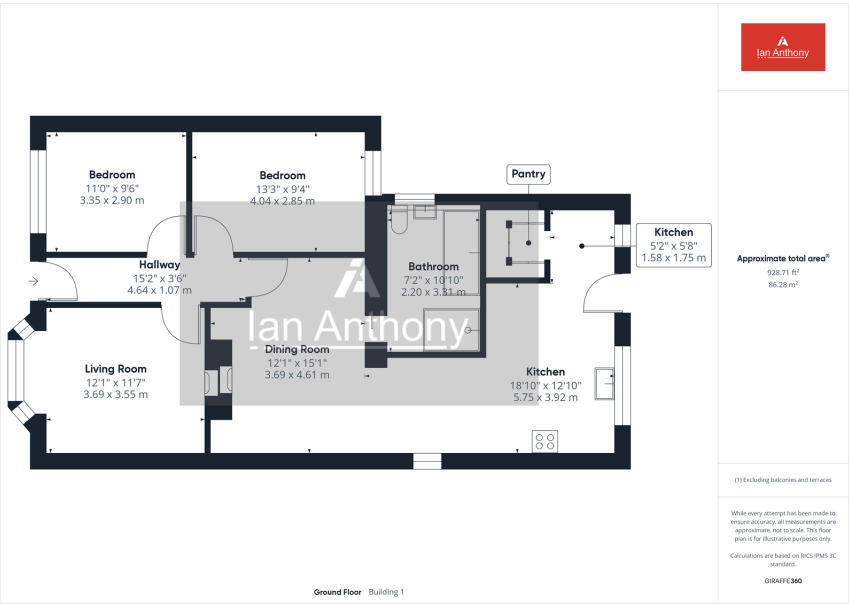 Ian Anthony
Pantry
Bedroom
11'0" x 9'6"
3.35 x 2.90 m
Bedroom
13'3" x 9'4"
4.04 x 2.85 m
Kitchen
5'2" x 5'8"
1.58 x 1.75 m
Hallway
15'2" x 3'6"
4.64 x 1.07 m
Bathroom
7'2" x 10'10"
2.20 x 3.31 m
Ian Anthony
Dining Room
12'1" x 15'1"
3.69 x 4.61 m
Living Room
12'1" x 11'7"
3.69 x 3.55 m
Kitchen
18'10" x 12'10"
5.75 x 3.92 m
Ground Floor Building 1
Approximate total area⁽¹⁾
928.71 ft²
86.28 m²
(1) Excluding balconies and terraces
While every attempt has been made to
ensure accuracy, all measurements are
approximate, not to scale. This floor
plan is for illustrative purposes only.
Calculations are based on RICS IPMS 3C
standard.
GIRAFFE360